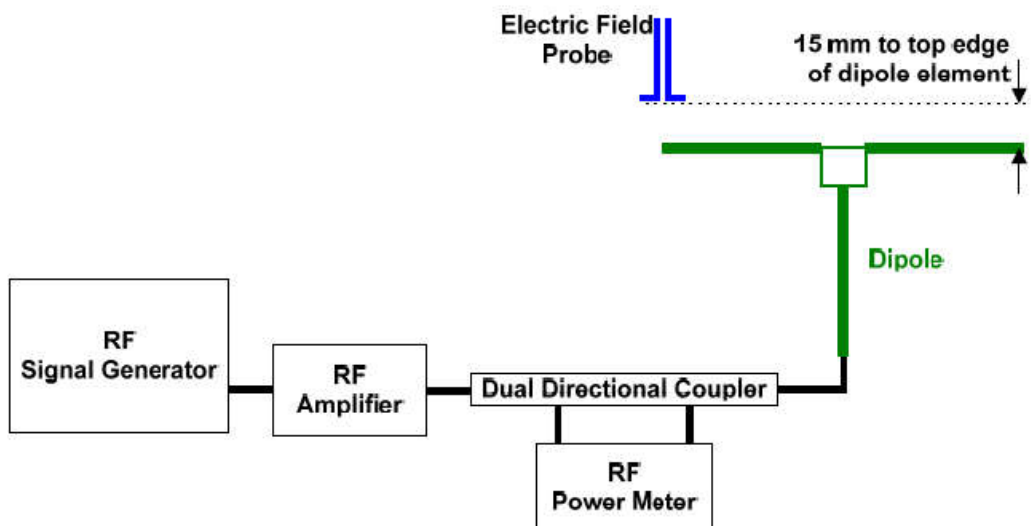 Electric Field
Probe
15 mm to top edge
of dipole element
Dipole
RF
Signal Generator
RF
Amplifier
Dual Directional Coupler
RF
Power Meter